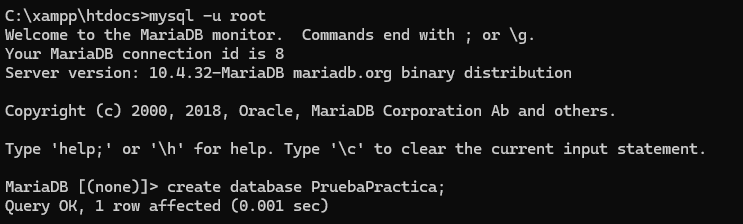 C:\xampp\htdocs>mysql -u root
Welcome to the MariaDB monitor.  Commands end with ; or \g.
Your MariaDB connection id is 8
Server version: 10.4.32-MariaDB mariadb.org binary distribution

Copyright (c) 2000, 2018, Oracle, MariaDB Corporation Ab and others.

Type 'help;' or '\h' for help. Type '\c' to clear the current input statement.

MariaDB [(none)]> create database PruebaPractica;
Query OK, 1 row affected (0.001 sec)